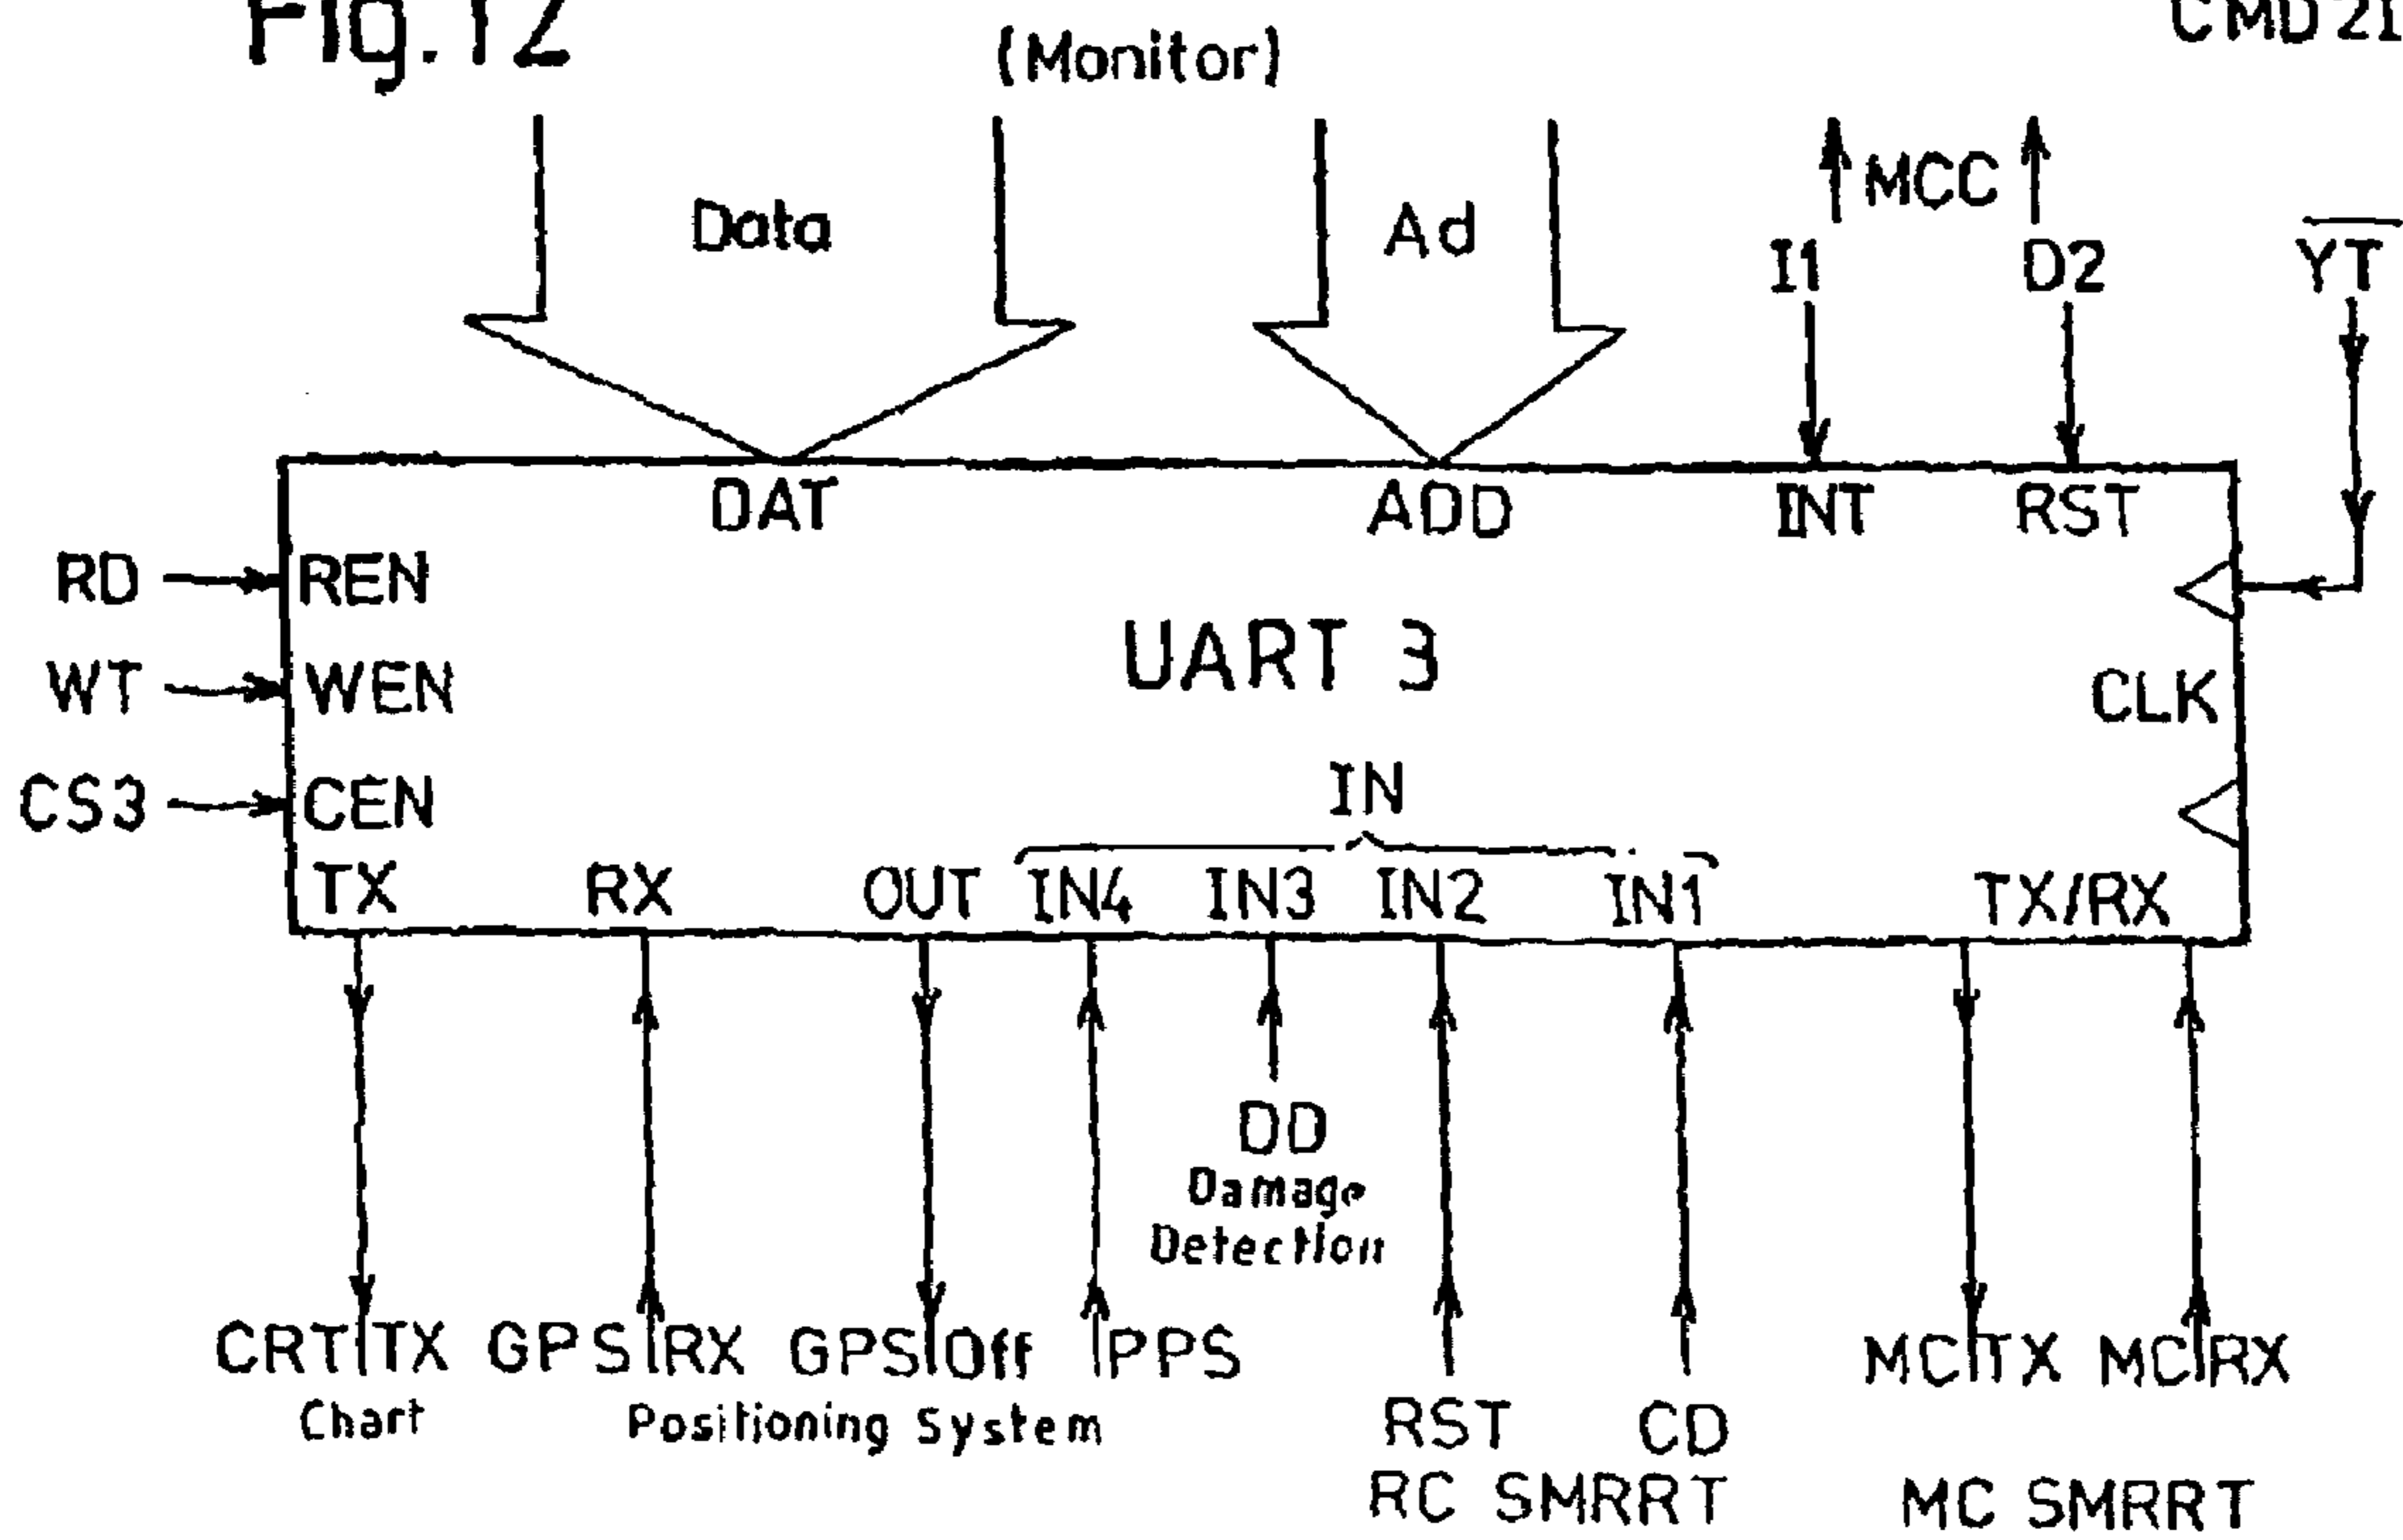 Fig.12
(Monitor)
CMD21
Data
Ad
MCC
I1
D2
YT
DAT
ADD
INT
RST
RD
REN
WT
WEN
UART 3
CLK
CS3
CEN
IN
TX
RX
OUT
IN4
IN3
IN2
IN1
TX/RX
DD
Damage
Detection
CRT TX
GPS RX
GPS Off
PPS
MC TX
MC RX
Chart
Positioning System
RST
CD
RC SMRRT
MC SMRRT